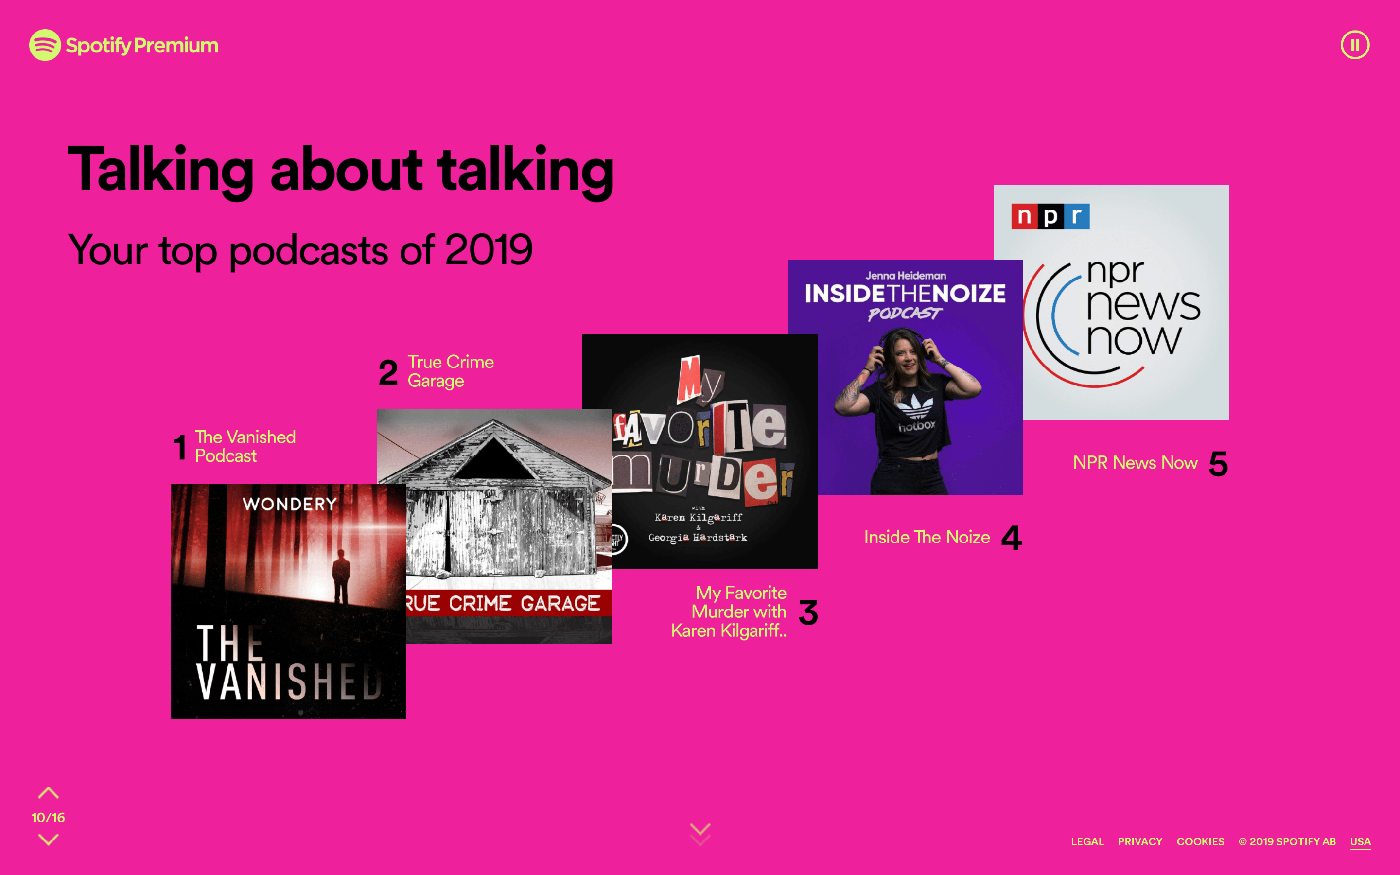 Spotify Premium
Talking about talking
Your top podcasts of 2019
1 The Vanished
Podcast
WONDERY
THE
VANISHED
2 True Crime
Garage
RUE CRIME GARAGE
My
FAVorITe
mURDer
WITH
Karen Kilgariff
&
Georgia Hardstark
My Favorite
Murder with
Karen Kilgariff..
3
Jenna Heideman
INSIDETHENOIZE
PODCAST
hotbox
Inside The Noize 4
npr
npr
news
now
NPR News Now 5
10/16
LEGAL PRIVACY COOKIES © 2019 SPOTIFY AB USA